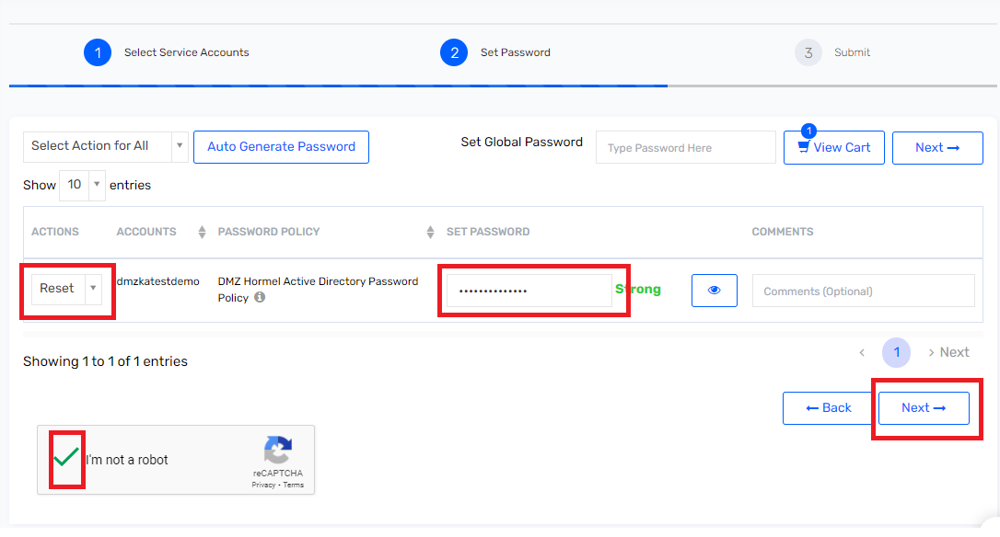 1 Select Service Accounts 2 Set Password 3 Submit
Select Action for All Auto Generate Password Set Global Password Type Password Here 1 View Cart Next →
Show 10 entries
ACTIONS ACCOUNTS PASSWORD POLICY SET PASSWORD COMMENTS
Reset dmzkatestdemo DMZ Hormel Active Directory Password
Policy •••••••••••••• Strong Comments (Optional)
Showing 1 to 1 of 1 entries ‹ 1 › Next
← Back Next →
I'm not a robot
reCAPTCHA
Privacy - Terms